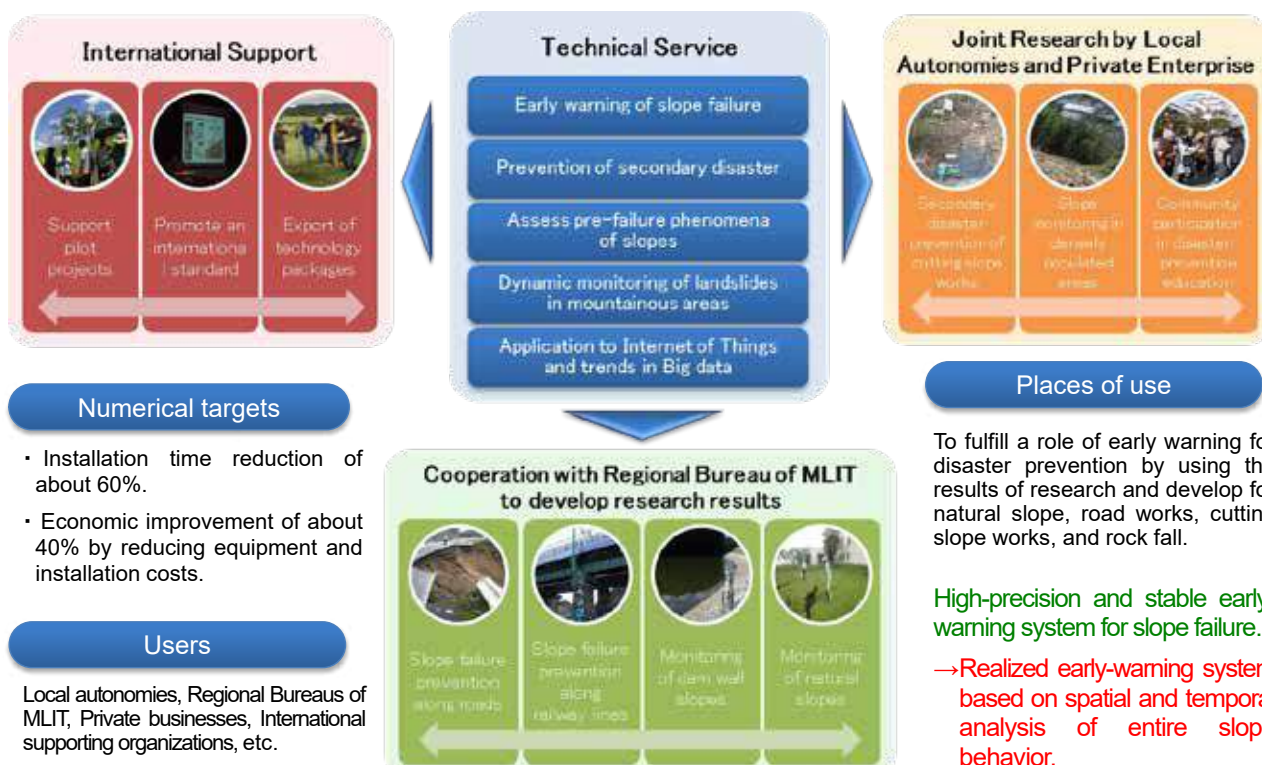 International Support
Support
pilot
projects
Promote an
internationa
l standard
Export of
technology
packages
Technical Service
Early warning of slope failure
Prevention of secondary disaster
Assess pre-failure phenomena
of slopes
Dynamic monitoring of landslides
in mountainous areas
Application to Internet of Things
and trends in Big data
Joint Research by Local
Autonomies and Private Enterprise
Secondary
disaster
prevention of
cutting slope
works
Slope
monitoring in
densely
populated
areas
Community
participation
in disaster
prevention
education
Numerical targets
・Installation time reduction of
about 60%.
・Economic improvement of about
40% by reducing equipment and
installation costs.
Users
Local autonomies, Regional Bureaus of
MLIT, Private businesses, International
supporting organizations, etc.
Cooperation with Regional Bureau of MLIT
to develop research results
Slope failure
prevention
along roads
Slope failure
prevention
along
railway lines
Monitoring
of dam wall
slopes
Monitoring
of natural
slopes
Places of use
To fulfill a role of early warning fo
disaster prevention by using th
results of research and develop fo
natural slope, road works, cuttin
slope works, and rock fall.
High-precision and stable early
warning system for slope failure.
→Realized early-warning system
based on spatial and tempora
analysis of entire slop
behavior.